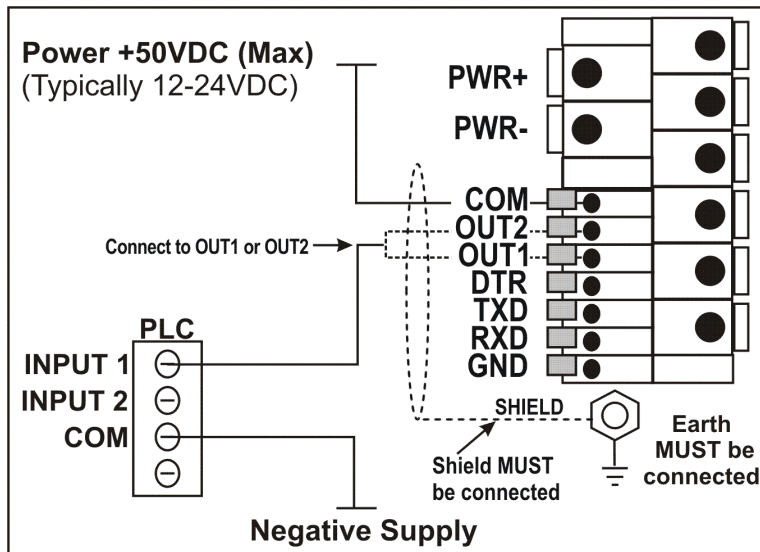 Power +50VDC (Max)
(Typically 12-24VDC)
PWR+
PWR-
COM
OUT2
OUT1
DTR
TXD
RXD
GND
Connect to OUT1 or OUT2
PLC
INPUT 1
INPUT 2
COM
SHIELD
Shield MUST
be connected
Earth
MUST be
connected
Negative Supply